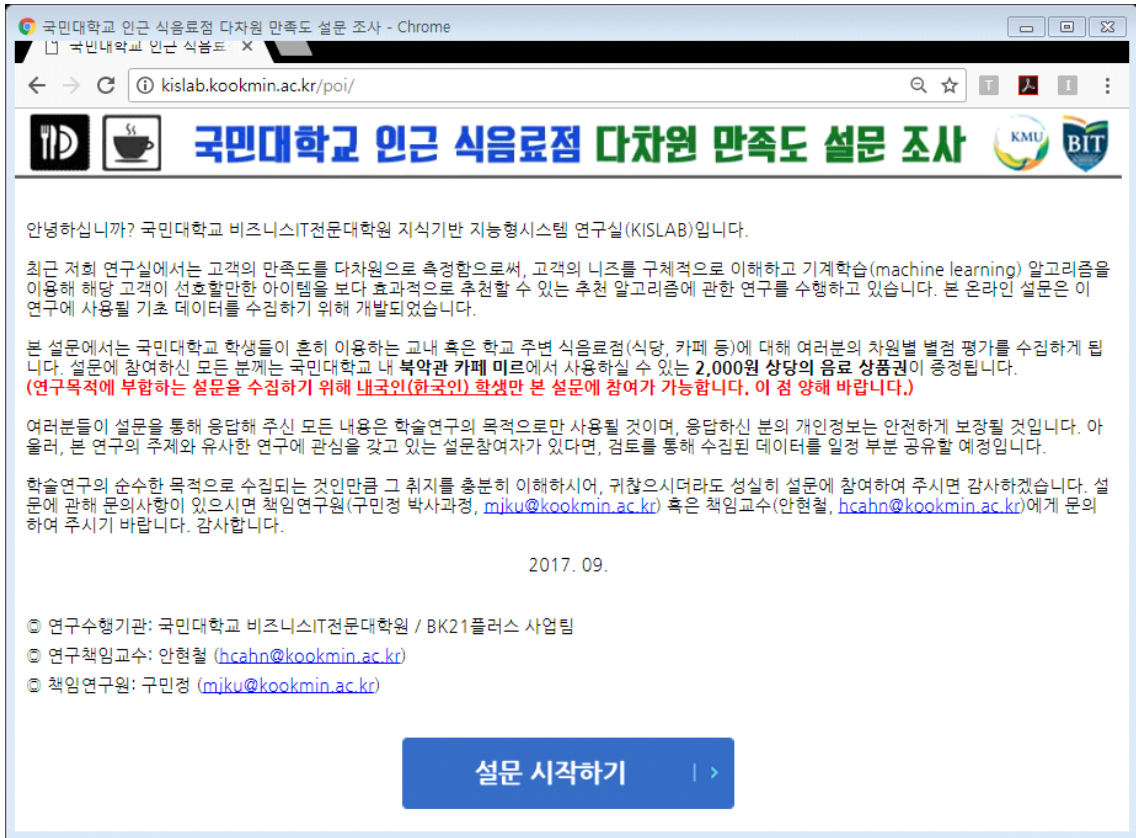 국민대학교 인근 식음료점 다차원 만족도 설문 조사 - Chrome
국민대학교 인근 식음료
kislab.kookmin.ac.kr/poi/
국민대학교 인근 식음료점 다차원 만족도 설문 조사
KMU
BIT
안녕하십니까? 국민대학교 비즈니스IT전문대학원 지식기반 지능형시스템 연구실(KISLAB)입니다.
최근 저희 연구실에서는 고객의 만족도를 다차원으로 측정함으로써, 고객의 니즈를 구체적으로 이해하고 기계학습(machine learning) 알고리즘을
이용해 해당 고객이 선호할만한 아이템을 보다 효과적으로 추천할 수 있는 추천 알고리즘에 관한 연구를 수행하고 있습니다. 본 온라인 설문은 이
연구에 사용될 기초 데이터를 수집하기 위해 개발되었습니다.
본 설문에서는 국민대학교 학생들이 흔히 이용하는 교내 혹은 학교 주변 식음료점(식당, 카페 등)에 대해 여러분의 차원별 별점 평가를 수집하게 됩
니다. 설문에 참여하신 모든 분께는 국민대학교 내 북악관 카페 미르에서 사용하실 수 있는 2,000원 상당의 음료 상품권이 증정됩니다.
(연구목적에 부합하는 설문을 수집하기 위해 내국인(한국인) 학생만 본 설문에 참여가 가능합니다. 이 점 양해 바랍니다.)
여러분들이 설문을 통해 응답해 주신 모든 내용은 학술연구의 목적으로만 사용될 것이며, 응답하신 분의 개인정보는 안전하게 보장될 것입니다. 아
울러, 본 연구의 주제와 유사한 연구에 관심을 갖고 있는 설문참여자가 있다면, 검토를 통해 수집된 데이터를 일정 부분 공유할 예정입니다.
학술연구의 순수한 목적으로 수집되는 것인만큼 그 취지를 충분히 이해하시어, 귀찮으시더라도 성실히 설문에 참여하여 주시면 감사하겠습니다. 설
문에 관해 문의사항이 있으시면 책임연구원(구민정 박사과정, mjku@kookmin.ac.kr) 혹은 책임교수(안현철, hcahn@kookmin.ac.kr)에게 문의
하여 주시기 바랍니다. 감사합니다.
2017. 09.
◎ 연구수행기관: 국민대학교 비즈니스IT전문대학원 / BK21플러스 사업팀
◎ 연구책임교수: 안현철 (hcahn@kookmin.ac.kr)
◎ 책임연구원: 구민정 (mjku@kookmin.ac.kr)
설문 시작하기